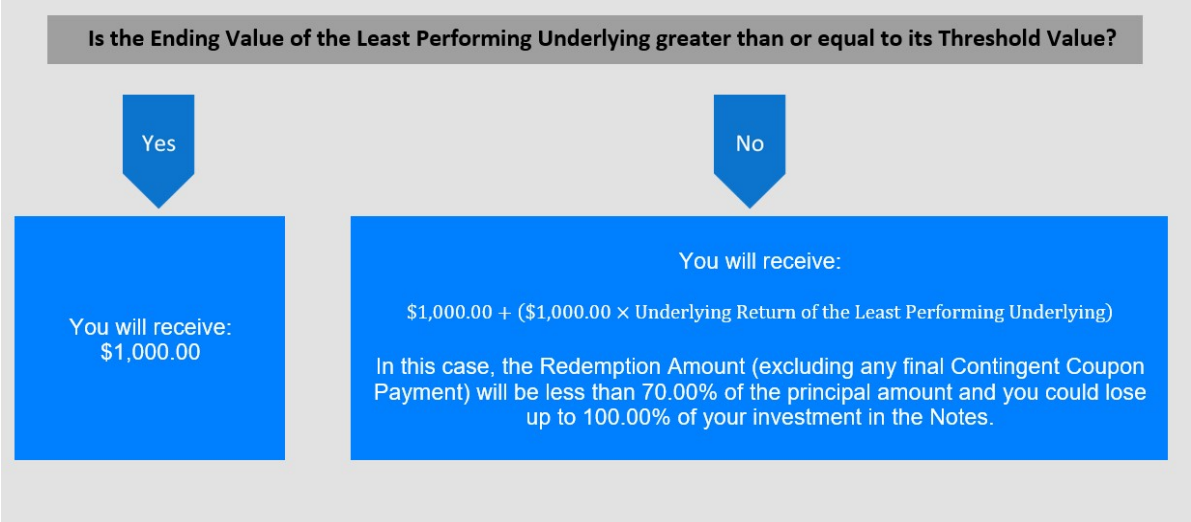 Is the Ending Value of the Least Performing Underlying greater than or equal to its Threshold Value?
Yes
No
You will receive:
$1,000.00
You will receive:
$1,000.00 + ($1,000.00 × Underlying Return of the Least Performing Underlying)
In this case, the Redemption Amount (excluding any final Contingent Coupon
Payment) will be less than 70.00% of the principal amount and you could lose
up to 100.00% of your investment in the Notes.